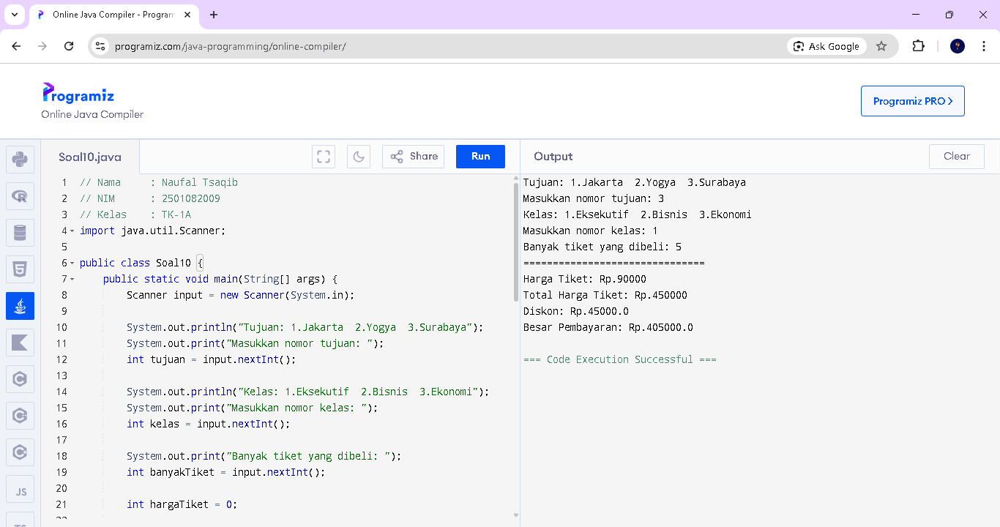 Online Java Compiler - Program
programiz.com/java-programming/online-compiler/
Ask Google
Programiz
Online Java Compiler
Programiz PRO
Soal10.java
Share
Run
Output
Clear
1 // Nama     : Naufal Tsaqib
2 // NIM      : 2501082009
3 // Kelas    : TK-1A
4 import java.util.Scanner;
5
6 public class Soal10 {
7     public static void main(String[] args) {
8         Scanner input = new Scanner(System.in);
9
10         System.out.println("Tujuan: 1.Jakarta  2.Yogya  3.Surabaya");
11         System.out.print("Masukkan nomor tujuan: ");
12         int tujuan = input.nextInt();
13
14         System.out.println("Kelas: 1.Eksekutif  2.Bisnis  3.Ekonomi");
15         System.out.print("Masukkan nomor kelas: ");
16         int kelas = input.nextInt();
17
18         System.out.print("Banyak tiket yang dibeli: ");
19         int banyakTiket = input.nextInt();
20
21         int hargaTiket = 0;
Tujuan: 1.Jakarta  2.Yogya  3.Surabaya
Masukkan nomor tujuan: 3
Kelas: 1.Eksekutif  2.Bisnis  3.Ekonomi
Masukkan nomor kelas: 1
Banyak tiket yang dibeli: 5
===============================
Harga Tiket: Rp.90000
Total Harga Tiket: Rp.450000
Diskon: Rp.45000.0
Besar Pembayaran: Rp.405000.0
=== Code Execution Successful ===
R
5
C
C
C
JS